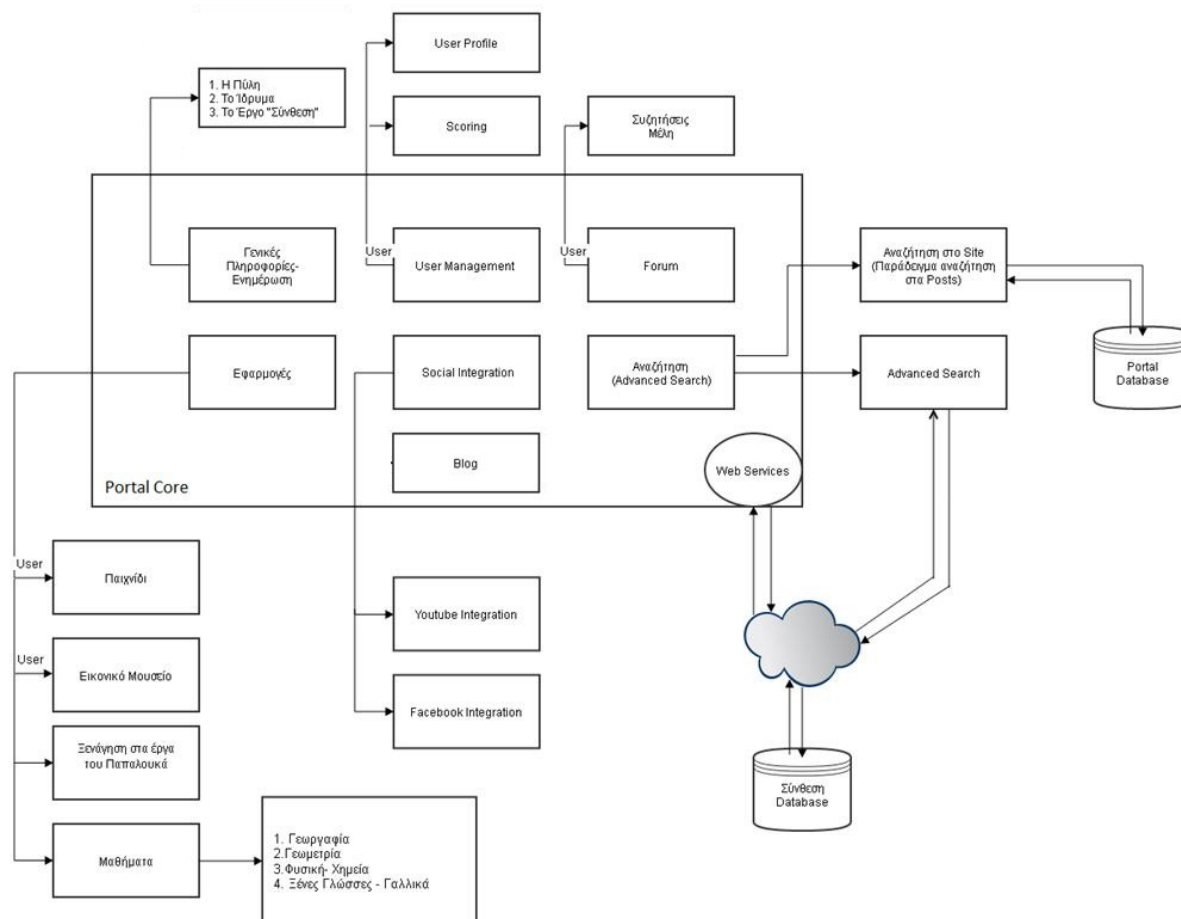 User Profile
1. Η Πύλη
2. Το Ίδρυμα
3. Το Έργο "Σύνθεση"
Scoring
Συζητήσεις
Μέλη
Γενικές
Πληροφορίες-
Ενημέρωση
User
User Management
User
Forum
Αναζήτηση στο Site
(Παράδειγμα αναζήτηση
στα Posts)
Εφαρμογές
Social Integration
Αναζήτηση
(Advanced Search)
Advanced Search
Portal
Database
Blog
Web Services
Portal Core
User
Παιχνίδι
Youtube Integration
User
Εικονικό Μουσείο
Facebook Integration
Ξενάγηση στα έργα
του Παπαλουκά
Σύνθεση
Database
Μαθήματα
1. Γεωργαφία
2.Γεωμετρία
3.Φυσική- Χημεία
4. Ξένες Γλώσσες - Γαλλικά